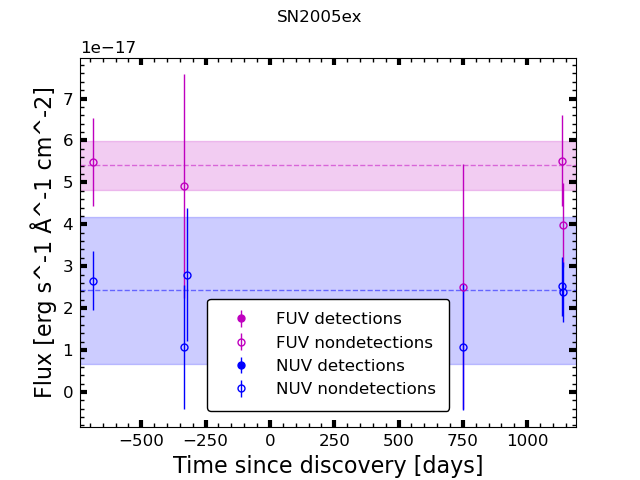 SN2005ex
1e−17
7
6
5
4
3
2
1
0
Flux [erg s^-1 Å^-1 cm^-2]
FUV detections
FUV nondetections
NUV detections
NUV nondetections
−500 −250 0 250 500 750 1000
Time since discovery [days]